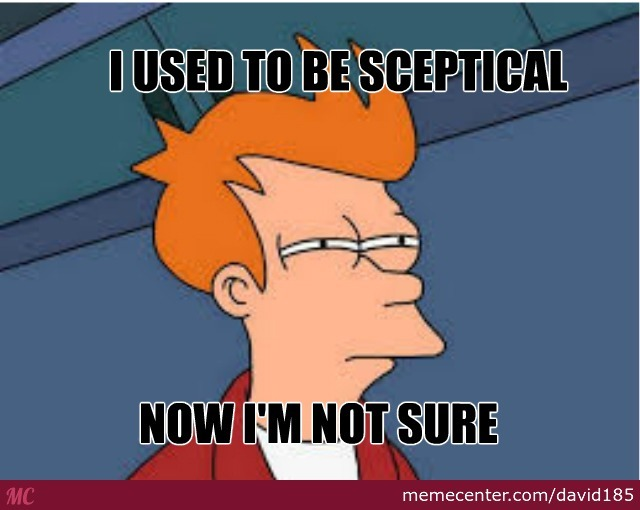 I USED TO BE SCEPTICAL
NOW I'M NOT SURE
MC
memecenter.com/david185